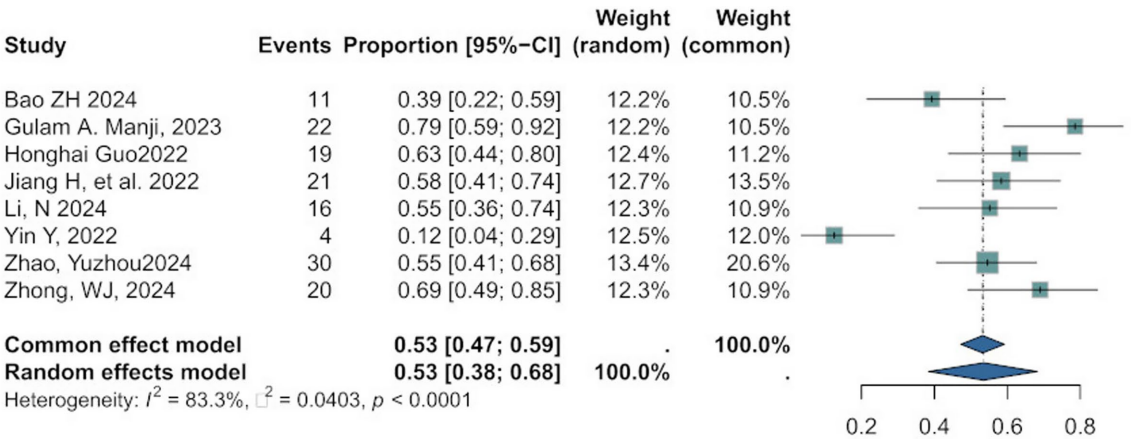 Weight Weight
Study Events Proportion [95%−CI] (random) (common)
Bao ZH 2024 11 0.39 [0.22; 0.59] 12.2% 10.5%
Gulam A. Manji, 2023 22 0.79 [0.59; 0.92] 12.2% 10.5%
Honghai Guo2022 19 0.63 [0.44; 0.80] 12.4% 11.2%
Jiang H, et al. 2022 21 0.58 [0.41; 0.74] 12.7% 13.5%
Li, N 2024 16 0.55 [0.36; 0.74] 12.3% 10.9%
Yin Y, 2022 4 0.12 [0.04; 0.29] 12.5% 12.0%
Zhao, Yuzhou2024 30 0.55 [0.41; 0.68] 13.4% 20.6%
Zhong, WJ, 2024 20 0.69 [0.49; 0.85] 12.3% 10.9%
Common effect model 0.53 [0.47; 0.59] . 100.0%
Random effects model 0.53 [0.38; 0.68] 100.0% .
Heterogeneity: I² = 83.3%, □² = 0.0403, p < 0.0001
0.2 0.4 0.6 0.8